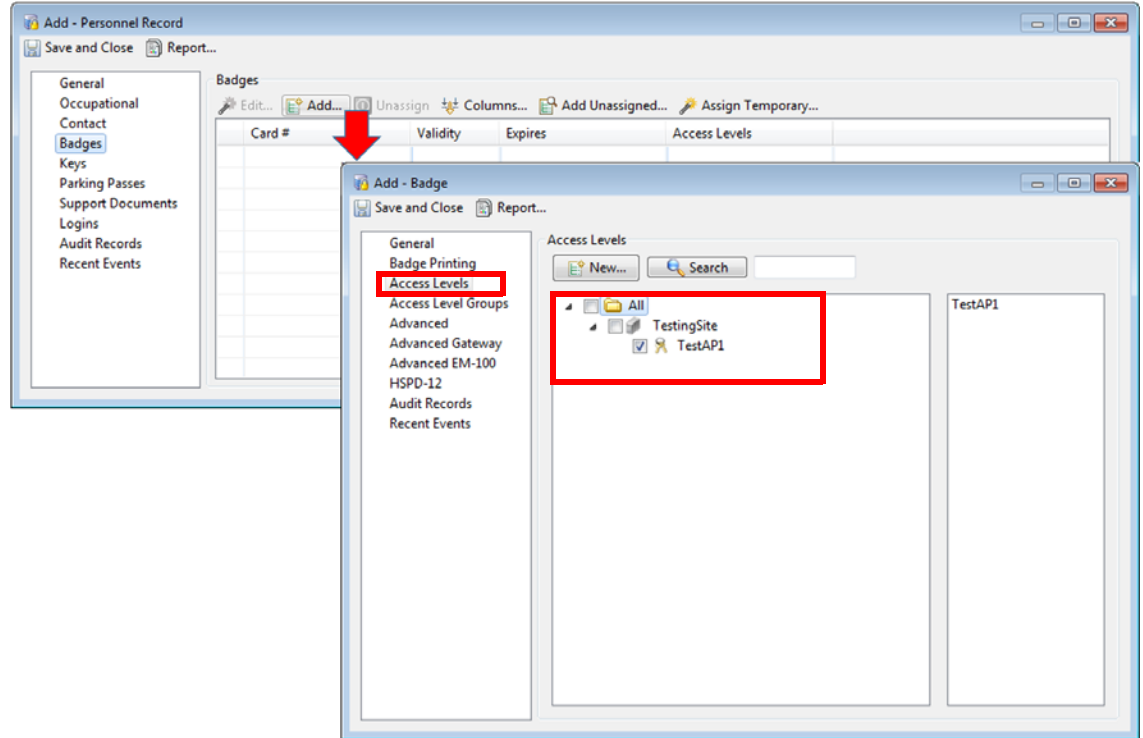 Add - Personnel Record
Save and Close Report...
General
Occupational
Contact
Badges
Keys
Parking Passes
Support Documents
Logins
Audit Records
Recent Events
Badges
Edit... Add... Unassign Columns... Add Unassigned... Assign Temporary...
Card # Validity Expires Access Levels
Add - Badge
Save and Close Report...
General
Badge Printing
Access Levels
Access Level Groups
Advanced
Advanced Gateway
Advanced EM-100
HSPD-12
Audit Records
Recent Events
Access Levels
New... Search
All
TestingSite
TestAP1
TestAP1